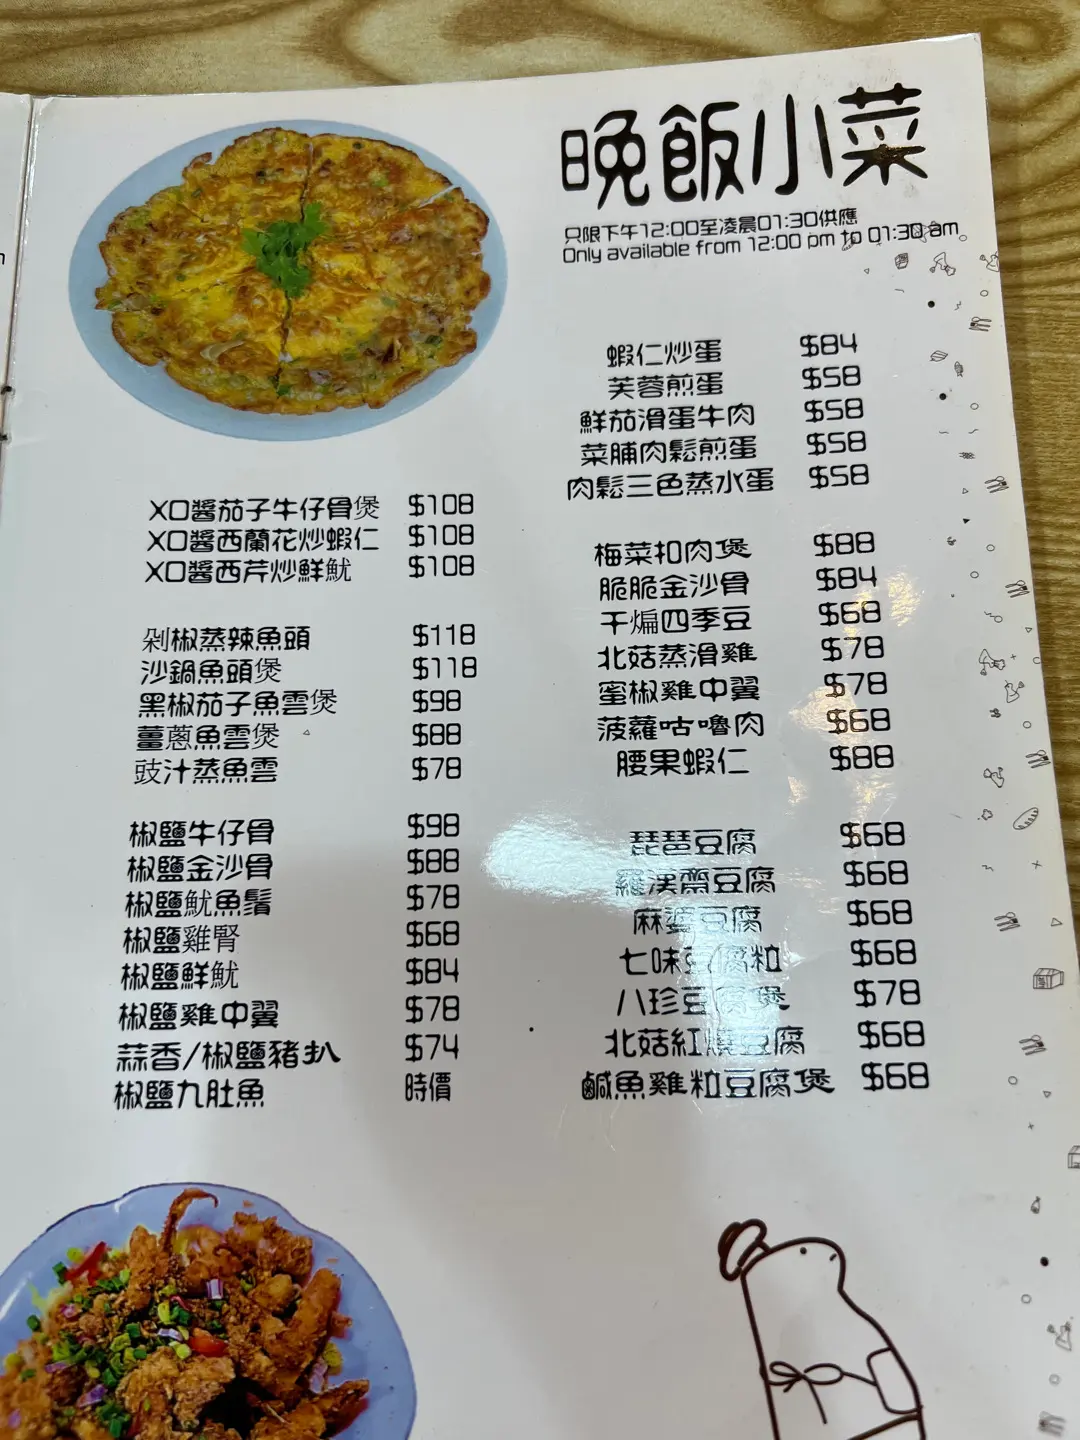 晚飯小菜
只限下午12:00至凌晨01:30供應
Only available from 12:00 pm to 01:30 am
XO醬茄子牛仔骨煲 $108
XO醬西蘭花炒蝦仁 $108
XO醬西芹炒鮮魷 $108
剁椒蒸辣魚頭 $118
沙鍋魚頭煲 $118
黑椒茄子魚雲煲 $98
薑蔥魚雲煲 $88
豉汁蒸魚雲 $78
椒鹽牛仔骨 $98
椒鹽金沙骨 $88
椒鹽魷魚鬚 $78
椒鹽雞腎 $68
椒鹽鮮魷 $84
椒鹽雞中翼 $78
蒜香/椒鹽豬扒 $74
椒鹽九肚魚 時價
蝦仁炒蛋 $84
芙蓉煎蛋 $58
鮮茄滑蛋牛肉 $58
菜脯肉鬆煎蛋 $58
肉鬆三色蒸水蛋 $58
梅菜扣肉煲 $88
脆脆金沙骨 $84
干煸四季豆 $68
北菇蒸滑雞 $78
蜜椒雞中翼 $78
菠蘿咕嚕肉 $68
腰果蝦仁 $88
琵琶豆腐 $68
羅漢齋豆腐 $68
麻婆豆腐 $68
七味豆腐粒 $68
八珍豆腐煲 $78
北菇紅燒豆腐 $68
鹹魚雞粒豆腐煲 $68